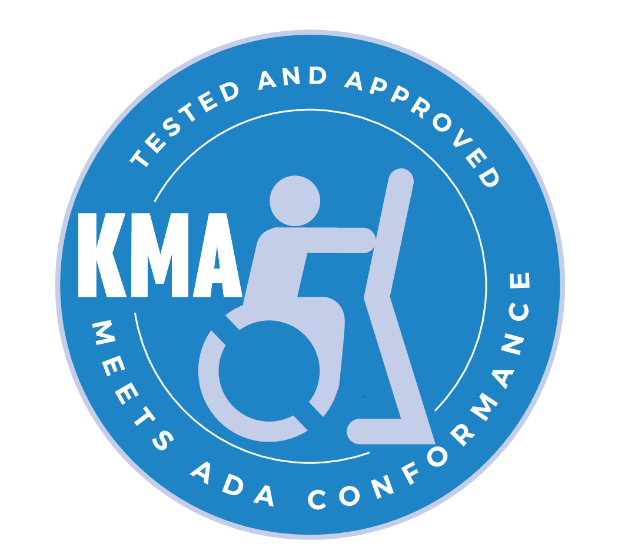 TESTED AND APPROVED
KMA
MEETS ADA CONFORMANCE